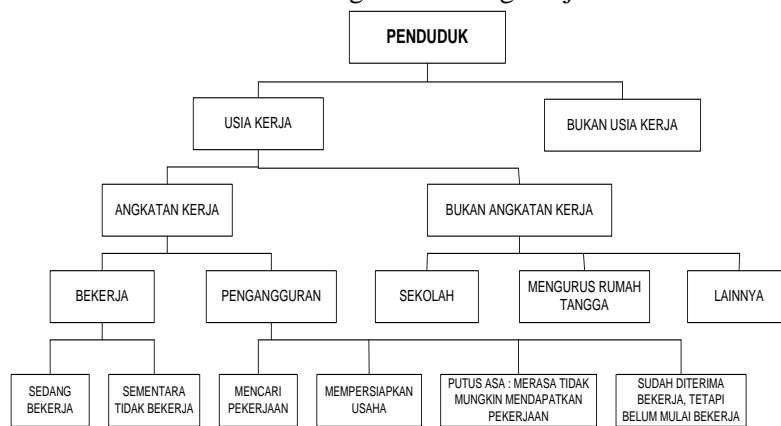 PENDUDUK
USIA KERJA
BUKAN USIA KERJA
ANGKATAN KERJA
BUKAN ANGKATAN KERJA
BEKERJA
PENGANGGURAN
SEKOLAH
MENGURUS RUMAH
TANGGA
LAINNYA
SEDANG
BEKERJA
SEMENTARA
TIDAK BEKERJA
MENCARI
PEKERJAAN
MEMPERSIAPKAN
USAHA
PUTUS ASA : MERASA TIDAK
MUNGKIN MENDAPATKAN
PEKERJAAN
SUDAH DITERIMA
BEKERJA, TETAPI
BELUM MULAI BEKERJA